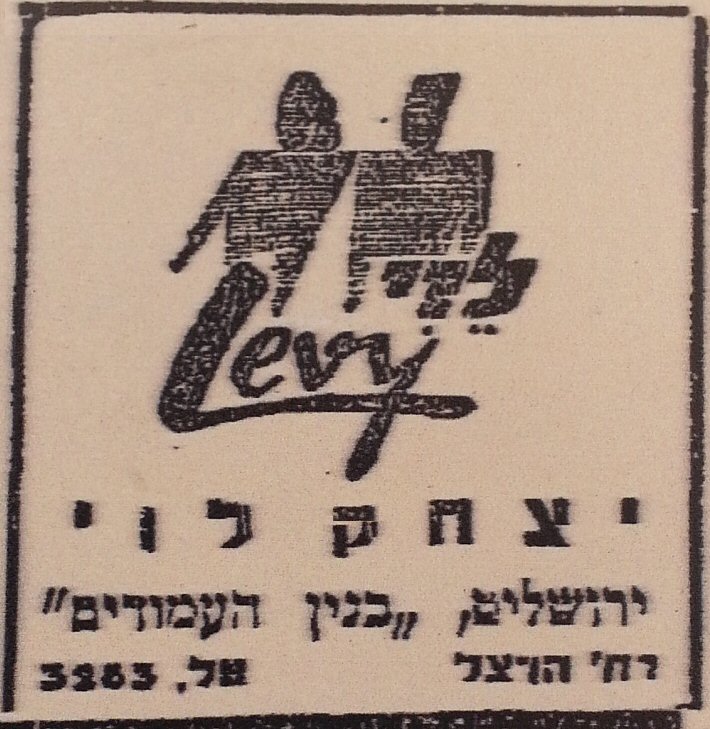 לוי
Levy
יצחק לוי
ירושלים, „בנין העמודים"
רח' הרצל
טל. 3263